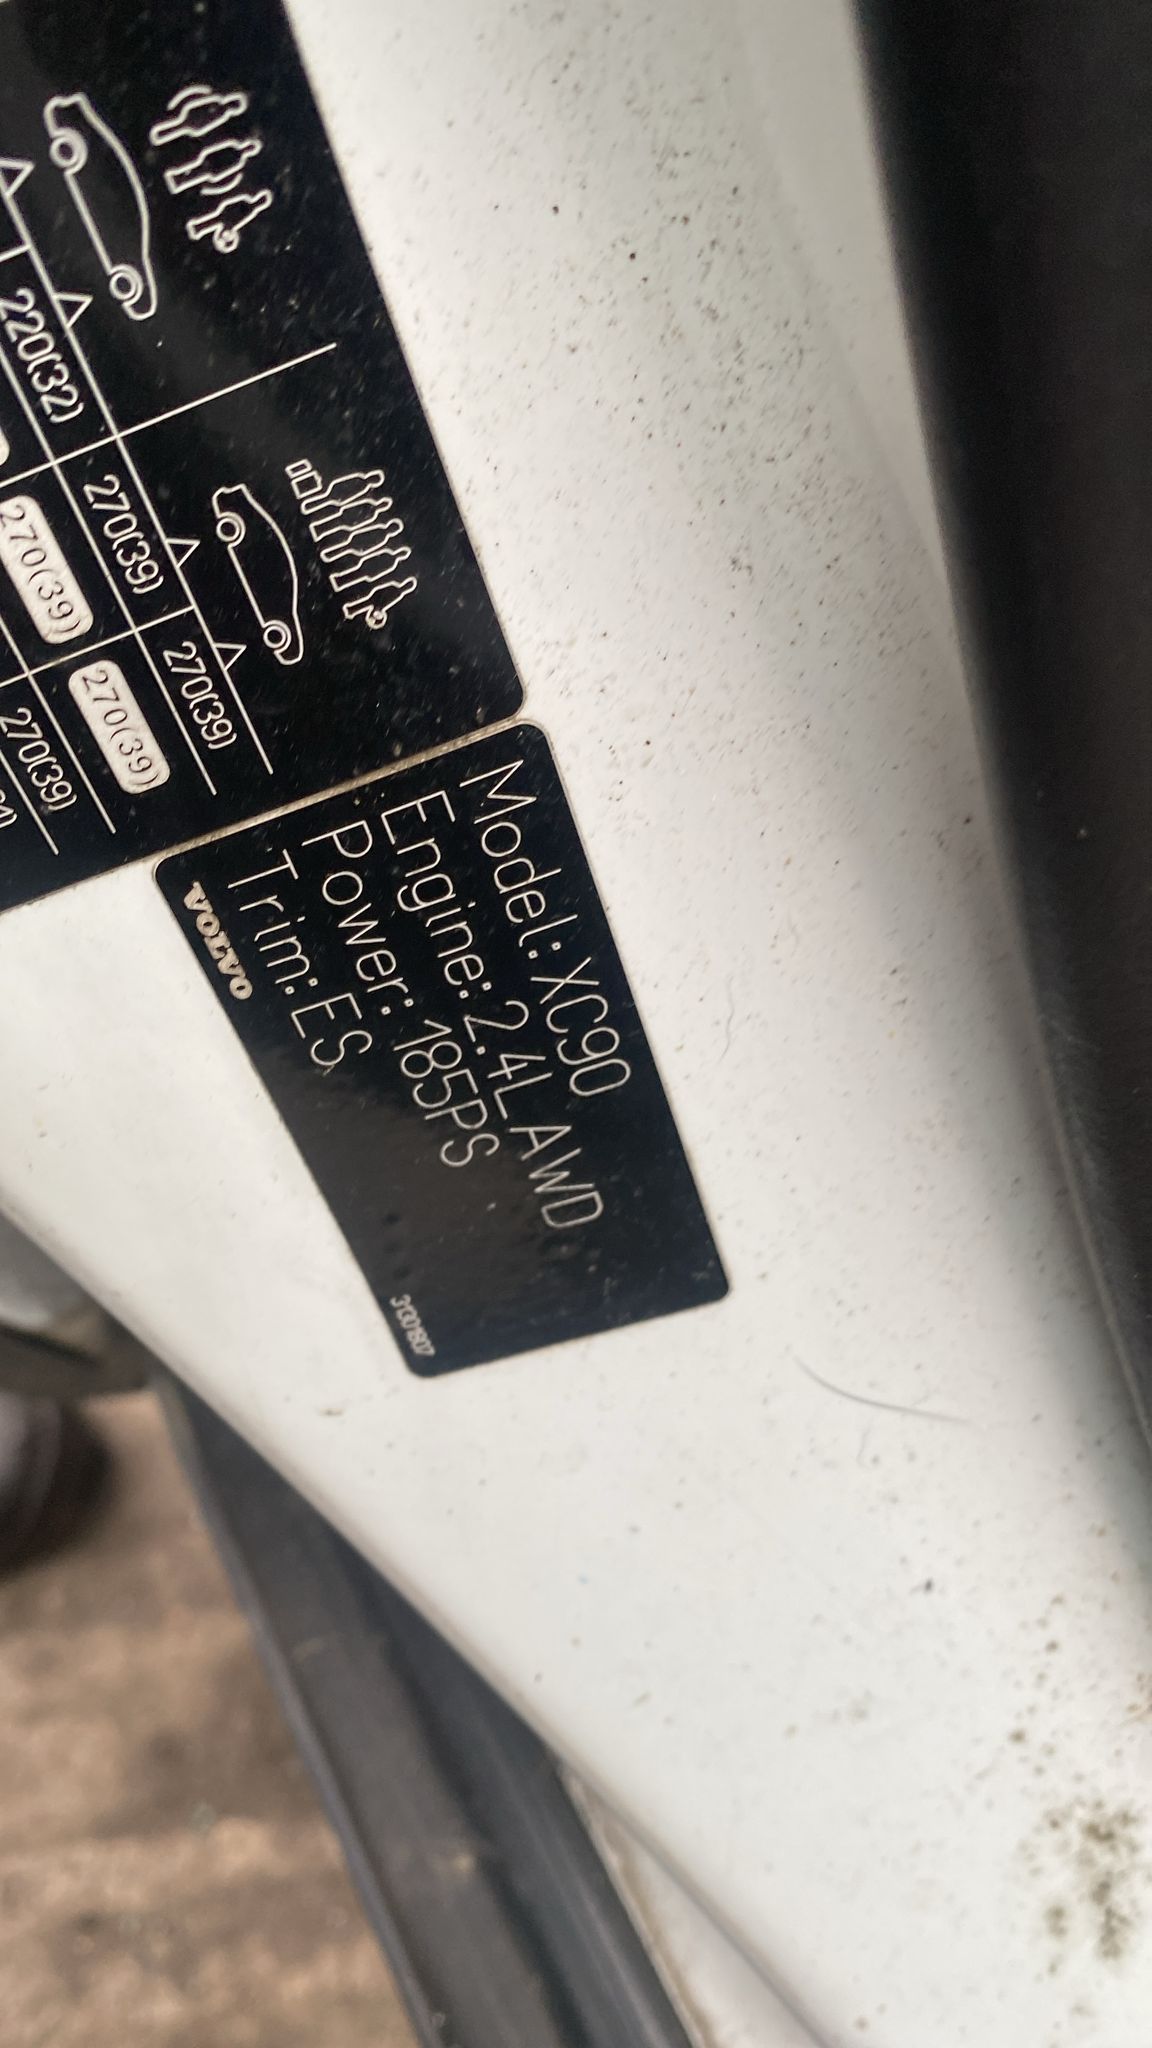 220(32)
270(39)
270(39)
270(39)
270(39)
270(39)
Model: XC90
Engine: 2.4L AWD
Power: 185PS
Trim: ES
VOLVO
31301807